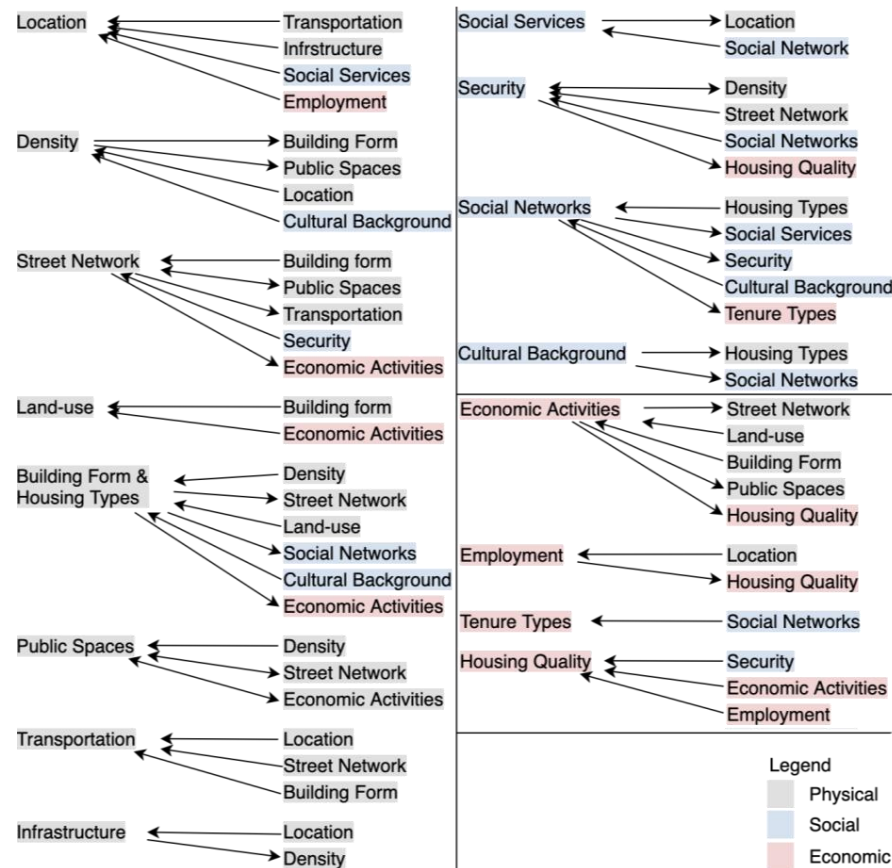 Location
Transportation
Infrstructure
Social Services
Employment
Density
Building Form
Public Spaces
Location
Cultural Background
Street Network
Building form
Public Spaces
Transportation
Security
Economic Activities
Land-use
Building form
Economic Activities
Building Form &
Housing Types
Density
Street Network
Land-use
Social Networks
Cultural Background
Economic Activities
Public Spaces
Density
Street Network
Economic Activities
Transportation
Location
Street Network
Building Form
Infrastructure
Location
Density
Social Services
Location
Social Network
Security
Density
Street Network
Social Networks
Housing Quality
Social Networks
Housing Types
Social Services
Security
Cultural Background
Tenure Types
Cultural Background
Housing Types
Social Networks
Economic Activities
Street Network
Land-use
Building Form
Public Spaces
Housing Quality
Employment
Location
Housing Quality
Tenure Types
Social Networks
Housing Quality
Security
Economic Activities
Employment
Legend
Physical
Social
Economic